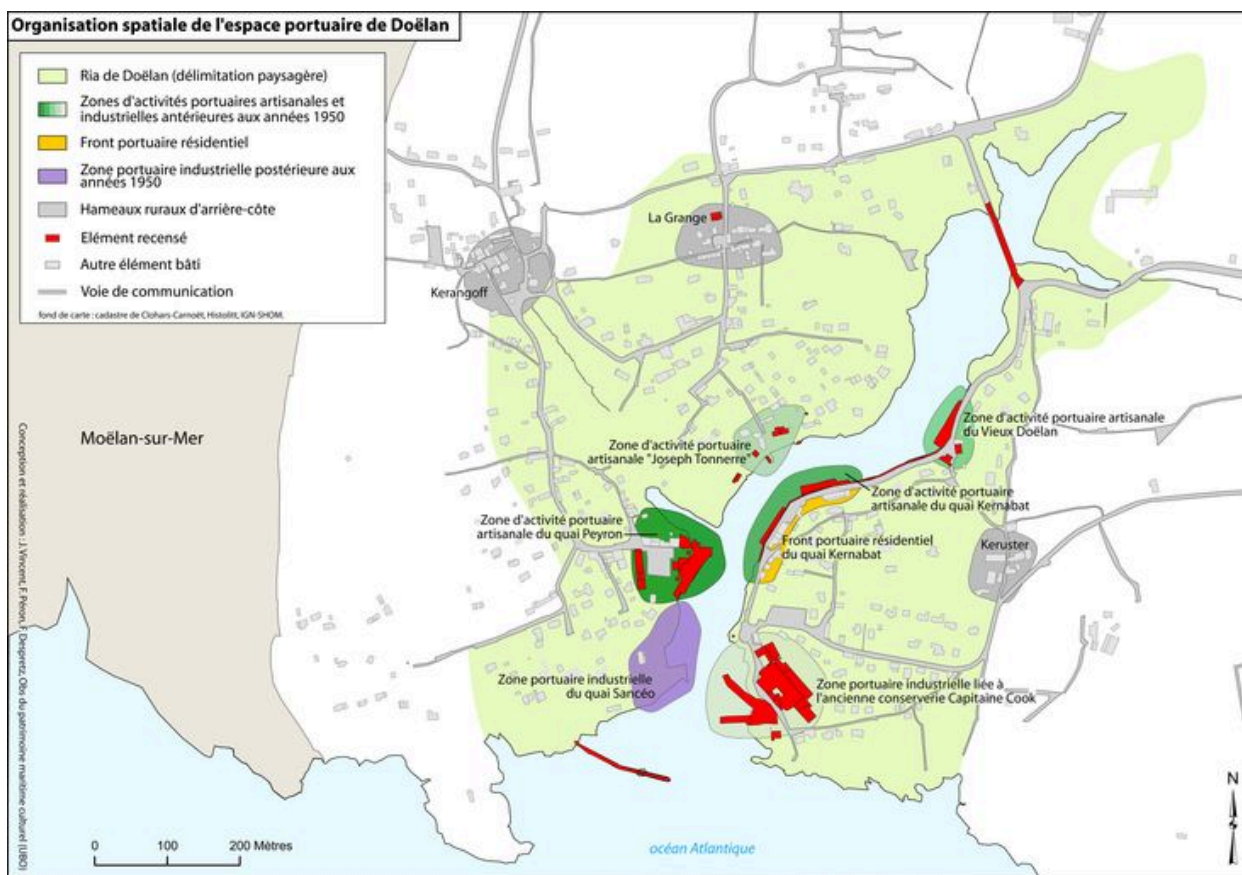 Organisation spatiale de l'espace portuaire de Doëlan
Ria de Doëlan (délimitation paysagère)
Zones d'activités portuaires artisanales et
industrielles antérieures aux années 1950
Front portuaire résidentiel
Zone portuaire industrielle postérieure aux
années 1950
Hameaux ruraux d'arrière-côte
Elément recensé
Autre élément bâti
Voie de communication
fond de carte : cadastre de Clohars-Carnoët, Histolitt, IGN-SHOM.
La Grange
Kerangoff
Moëlan-sur-Mer
Zone d'activité portuaire artisanale
du Vieux Doëlan
Zone d'activité portuaire
artisanale "Joseph Tonnerre"
Zone d'activité portuaire
artisanale du quai Kernabat
Zone d'activité portuaire
artisanale du quai Peyron
Front portuaire résidentiel
du quai Kernabat
Keruster
Zone portuaire industrielle
du quai Sancéo
Zone portuaire industrielle liée à
l'ancienne conserverie Capitaine Cook
Conception et réalisation : J. Vincent, F. Péron, F. Despretz, Obs du patrimoine maritime culturel (UBO)
N
0 100 200 Mètres
océan Atlantique